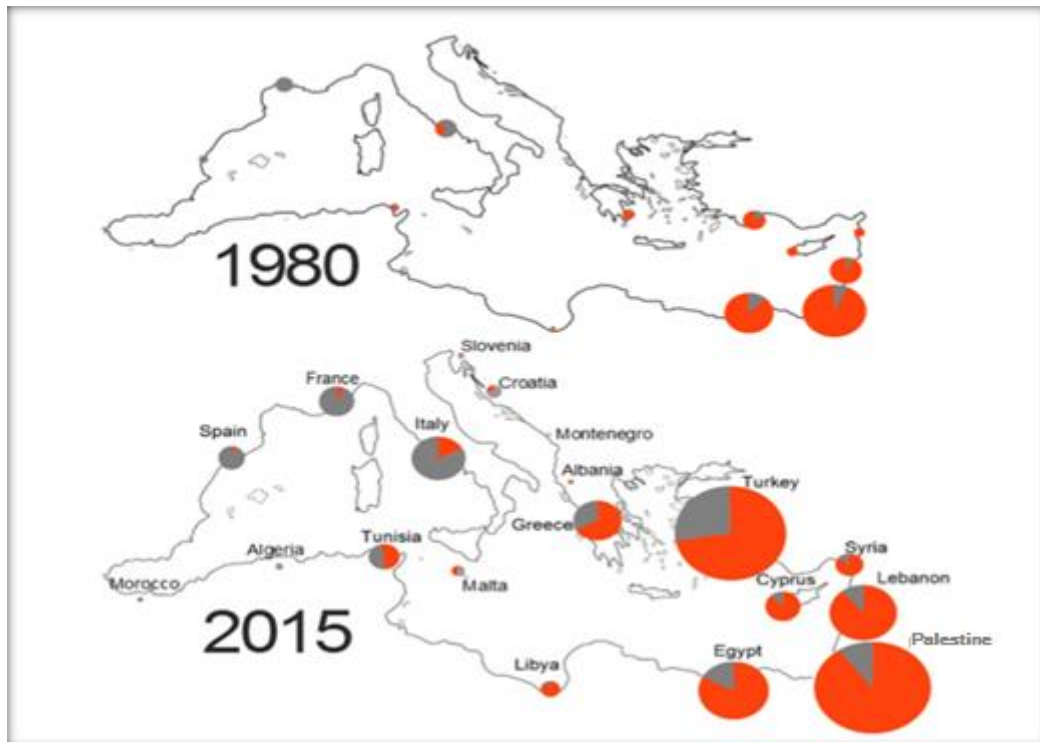 1980
Slovenia
France
Croatia
Italy
Spain
Montenegro
Albania
Turkey
Greece
Tunisia
Algeria
Syria
Morocco
Malta
Cyprus
Lebanon
2015
Palestine
Egypt
Libya